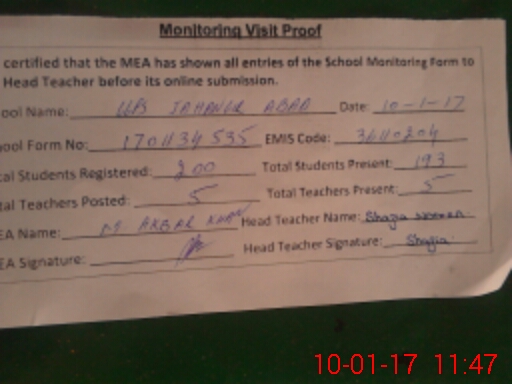 Monitoring Visit Proof
certified that the MEA has shown all entries of the School Monitoring Form to
Head Teacher before its online submission.
ool Name: JAHANGIR ABAD Date: 10-1-17
ool Form No: EMIS Code:
tal Students Registered: 200 Total Students Present: 193
tal Teachers Posted: 5 Total Teachers Present: 5
EA Name: M AKBAR KHAN Head Teacher Name: Shazia
EA Signature: Head Teacher Signature: Shazia
10-01-17 11:47